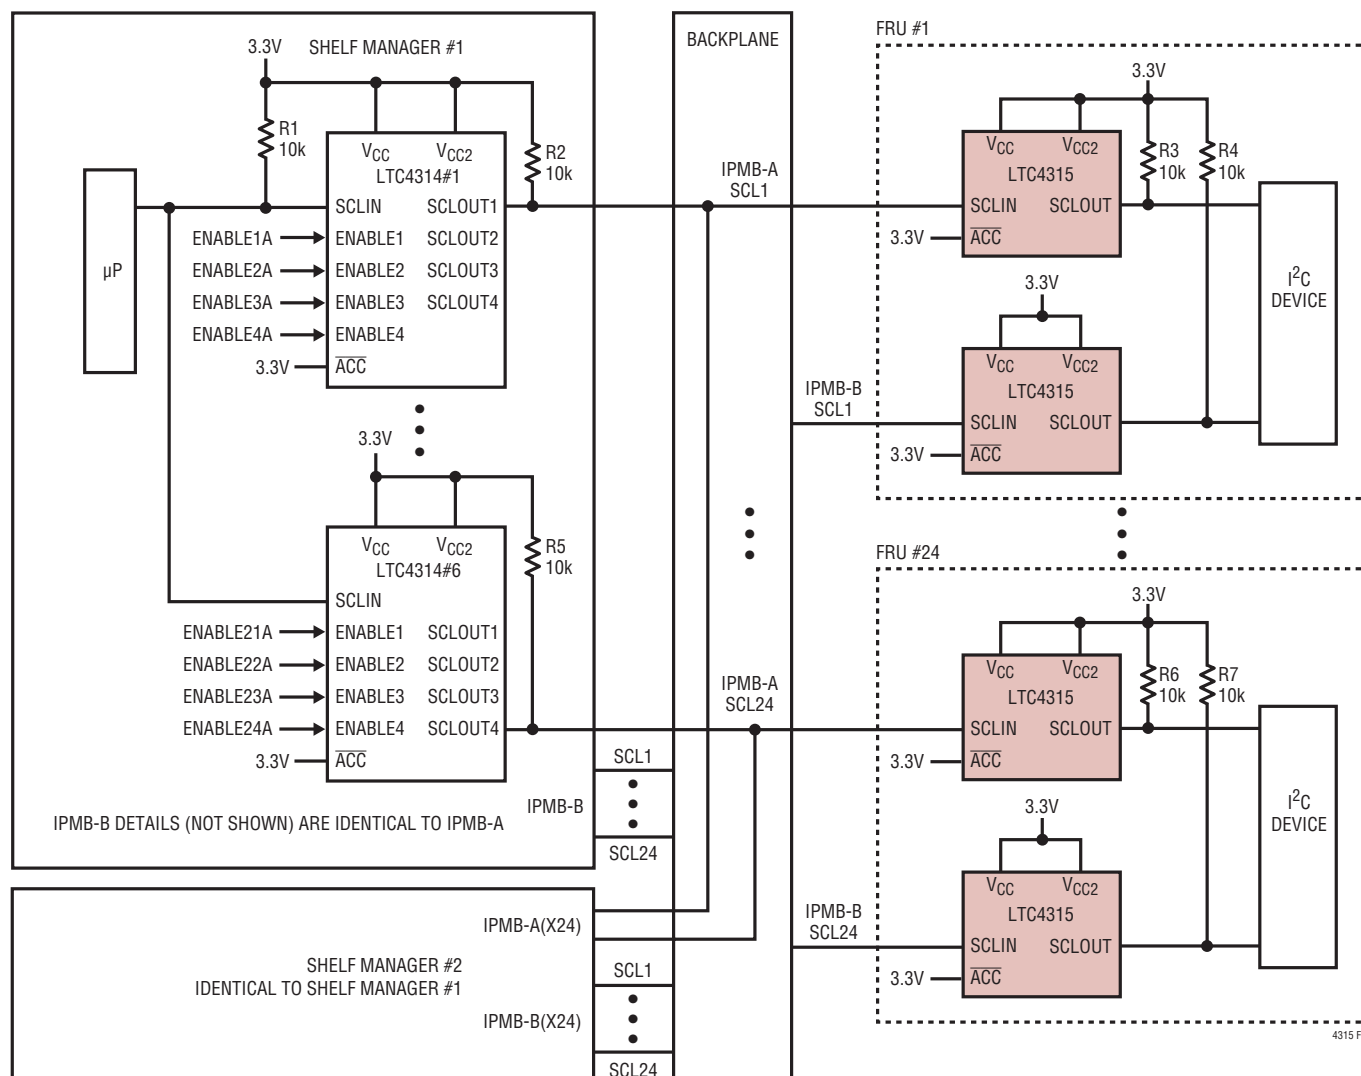 3.3V
SHELF MANAGER #1
R1
10k
VCC
VCC2
LTC4314#1
R2
10k
µP
SCLIN
SCLOUT1
ENABLE1A
ENABLE1
SCLOUT2
ENABLE2A
ENABLE2
SCLOUT3
ENABLE3A
ENABLE3
SCLOUT4
ENABLE4A
ENABLE4
3.3V
ACC
3.3V
VCC
VCC2
LTC4314#6
R5
10k
SCLIN
ENABLE21A
ENABLE1
SCLOUT1
ENABLE22A
ENABLE2
SCLOUT2
ENABLE23A
ENABLE3
SCLOUT3
ENABLE24A
ENABLE4
SCLOUT4
3.3V
ACC
IPMB-B DETAILS (NOT SHOWN) ARE IDENTICAL TO IPMB-A
IPMB-B
SCL1
SCL24
IPMB-A(X24)
SHELF MANAGER #2
IDENTICAL TO SHELF MANAGER #1
IPMB-B(X24)
SCL1
SCL24
BACKPLANE
IPMB-A
SCL1
IPMB-B
SCL1
IPMB-A
SCL24
IPMB-B
SCL24
FRU #1
3.3V
VCC
VCC2
LTC4315
R3
10k
R4
10k
SCLIN
SCLOUT
3.3V
ACC
I2C
DEVICE
3.3V
VCC
VCC2
LTC4315
SCLIN
SCLOUT
3.3V
ACC
FRU #24
3.3V
VCC
VCC2
LTC4315
R6
10k
R7
10k
SCLIN
SCLOUT
3.3V
ACC
I2C
DEVICE
3.3V
VCC
VCC2
LTC4315
SCLIN
SCLOUT
3.3V
ACC
4315 F